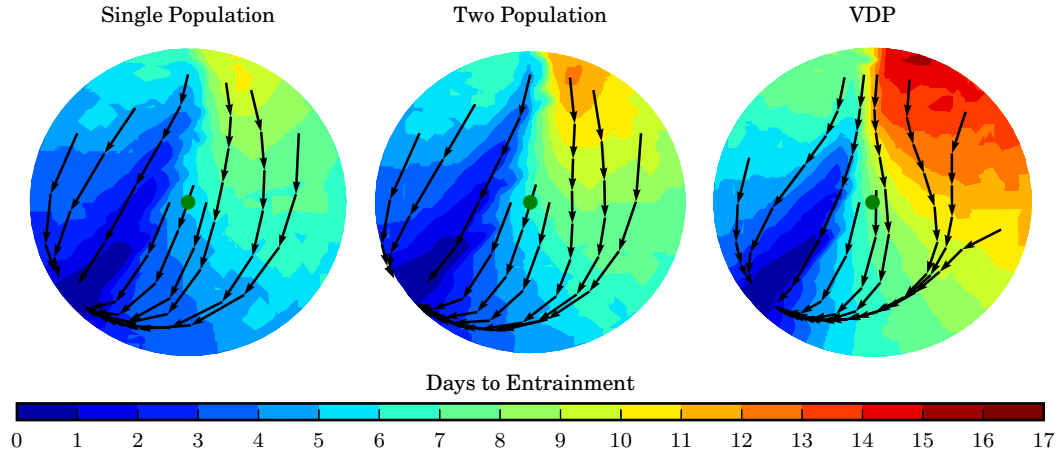 Single Population Two Population VDP
Days to Entrainment
0 1 2 3 4 5 6 7 8 9 10 11 12 13 14 15 16 17